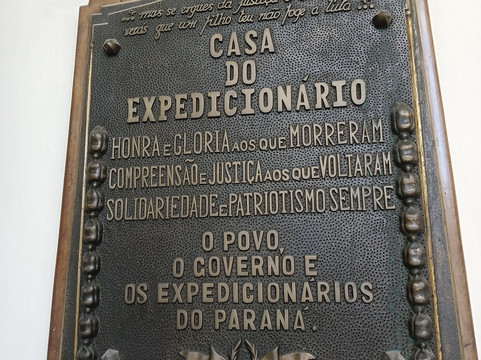 ... mas se ergues da justiça
verás que um filho teu não foge à luta ...
CASA
DO
EXPEDICIONÁRIO
HONRA E GLORIA AOS QUE MORRERAM
COMPREENSÃO E JUSTIÇA AOS QUE VOLTARAM
SOLIDARIEDADE E PATRIOTISMO SEMPRE
O POVO,
O GOVERNO E
OS EXPEDICIONÁRIOS
DO PARANÁ.